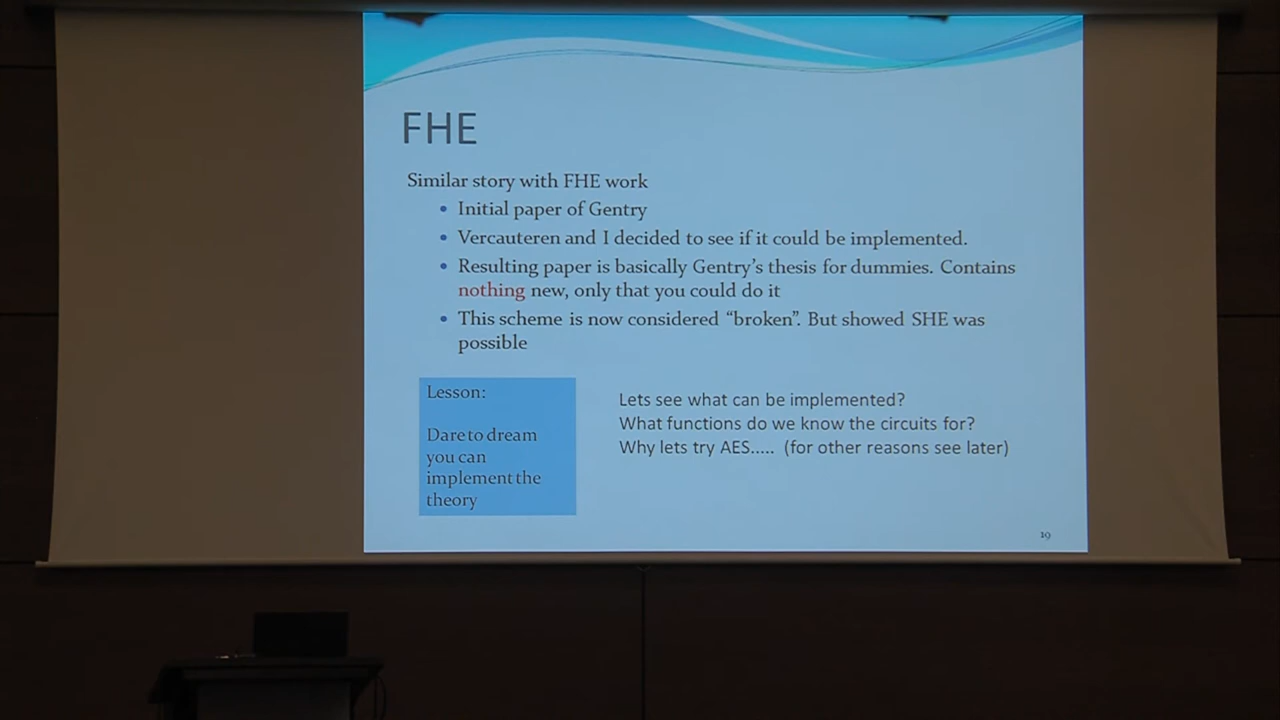 FHE
Similar story with FHE work
• Initial paper of Gentry
• Vercauteren and I decided to see if it could be implemented.
• Resulting paper is basically Gentry's thesis for dummies. Contains
nothing new, only that you could do it
• This scheme is now considered “broken”. But showed SHE was
possible
Lesson:
Dare to dream
you can
implement the
theory
Lets see what can be implemented?
What functions do we know the circuits for?
Why lets try AES..... (for other reasons see later)
19